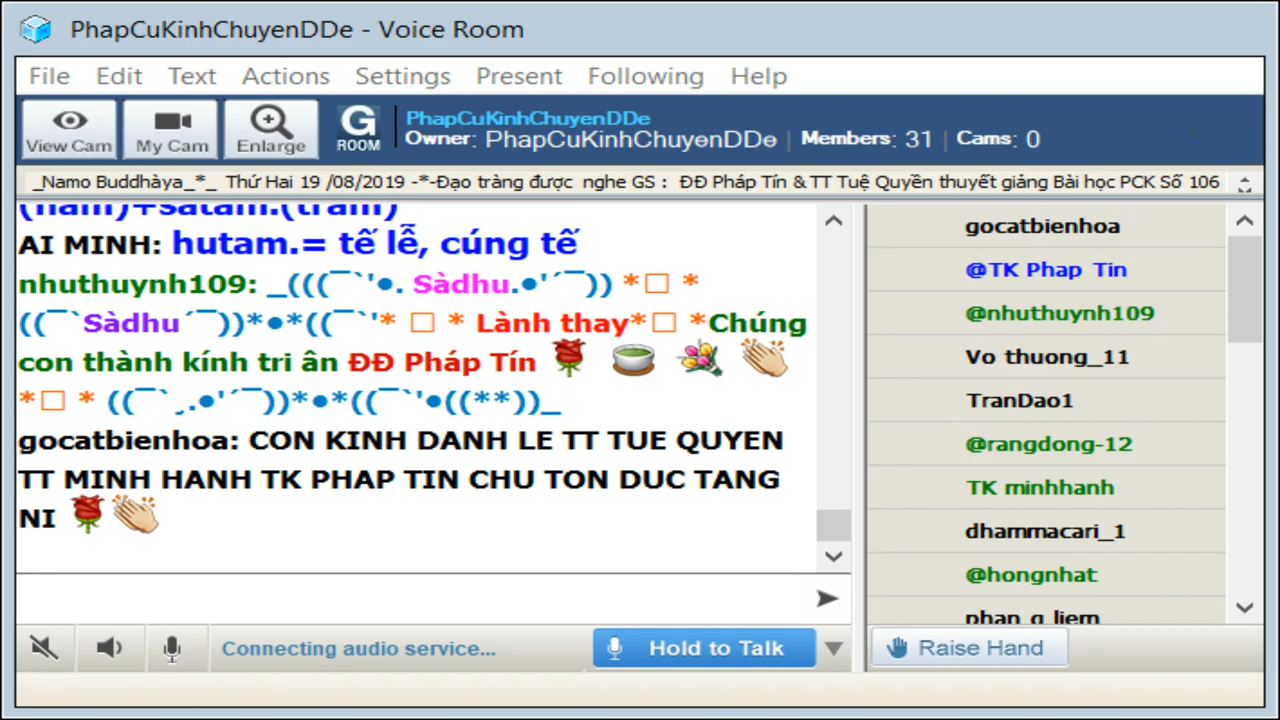 PhapCuKinhChuyenDDe - Voice Room
File Edit Text Actions Settings Present Following Help
View Cam My Cam Enlarge G ROOM
PhapCuKinhChuyenDDe
Owner: PhapCuKinhChuyenDDe | Members: 31 | Cams: 0
_Namo Buddhàya_*_ Thứ Hai 19 /08/2019 -*-Đạo tràng được nghe GS : ĐĐ Pháp Tín & TT Tuệ Quyền thuyết giảng Bài học PCK Số 106
(năm)+satam.(trăm)
AI MINH: hutam.= tế lễ, cúng tế
nhuthuynh109: _(((¯`'●. Sàdhu.●'´¯)) *□ *
((¯`Sàdhu´¯))*●*((¯`'* □ * Lành thay*□ *Chúng
con thành kính tri ân ĐĐ Pháp Tín 🌹 🍵 💐 👏
*□ * ((¯`¸.●'´¯))*●*((¯`'●((**))_
gocatbienhoa: CON KINH DANH LE TT TUE QUYEN
TT MINH HANH TK PHAP TIN CHU TON DUC TANG
NI 🌹👏
gocatbienhoa
@TK Phap Tin
@nhuthuynh109
Vo thuong_11
TranDao1
@rangdong-12
TK minhhanh
dhammacari_1
@hongnhat
phan q liem
Connecting audio service...
Hold to Talk
Raise Hand